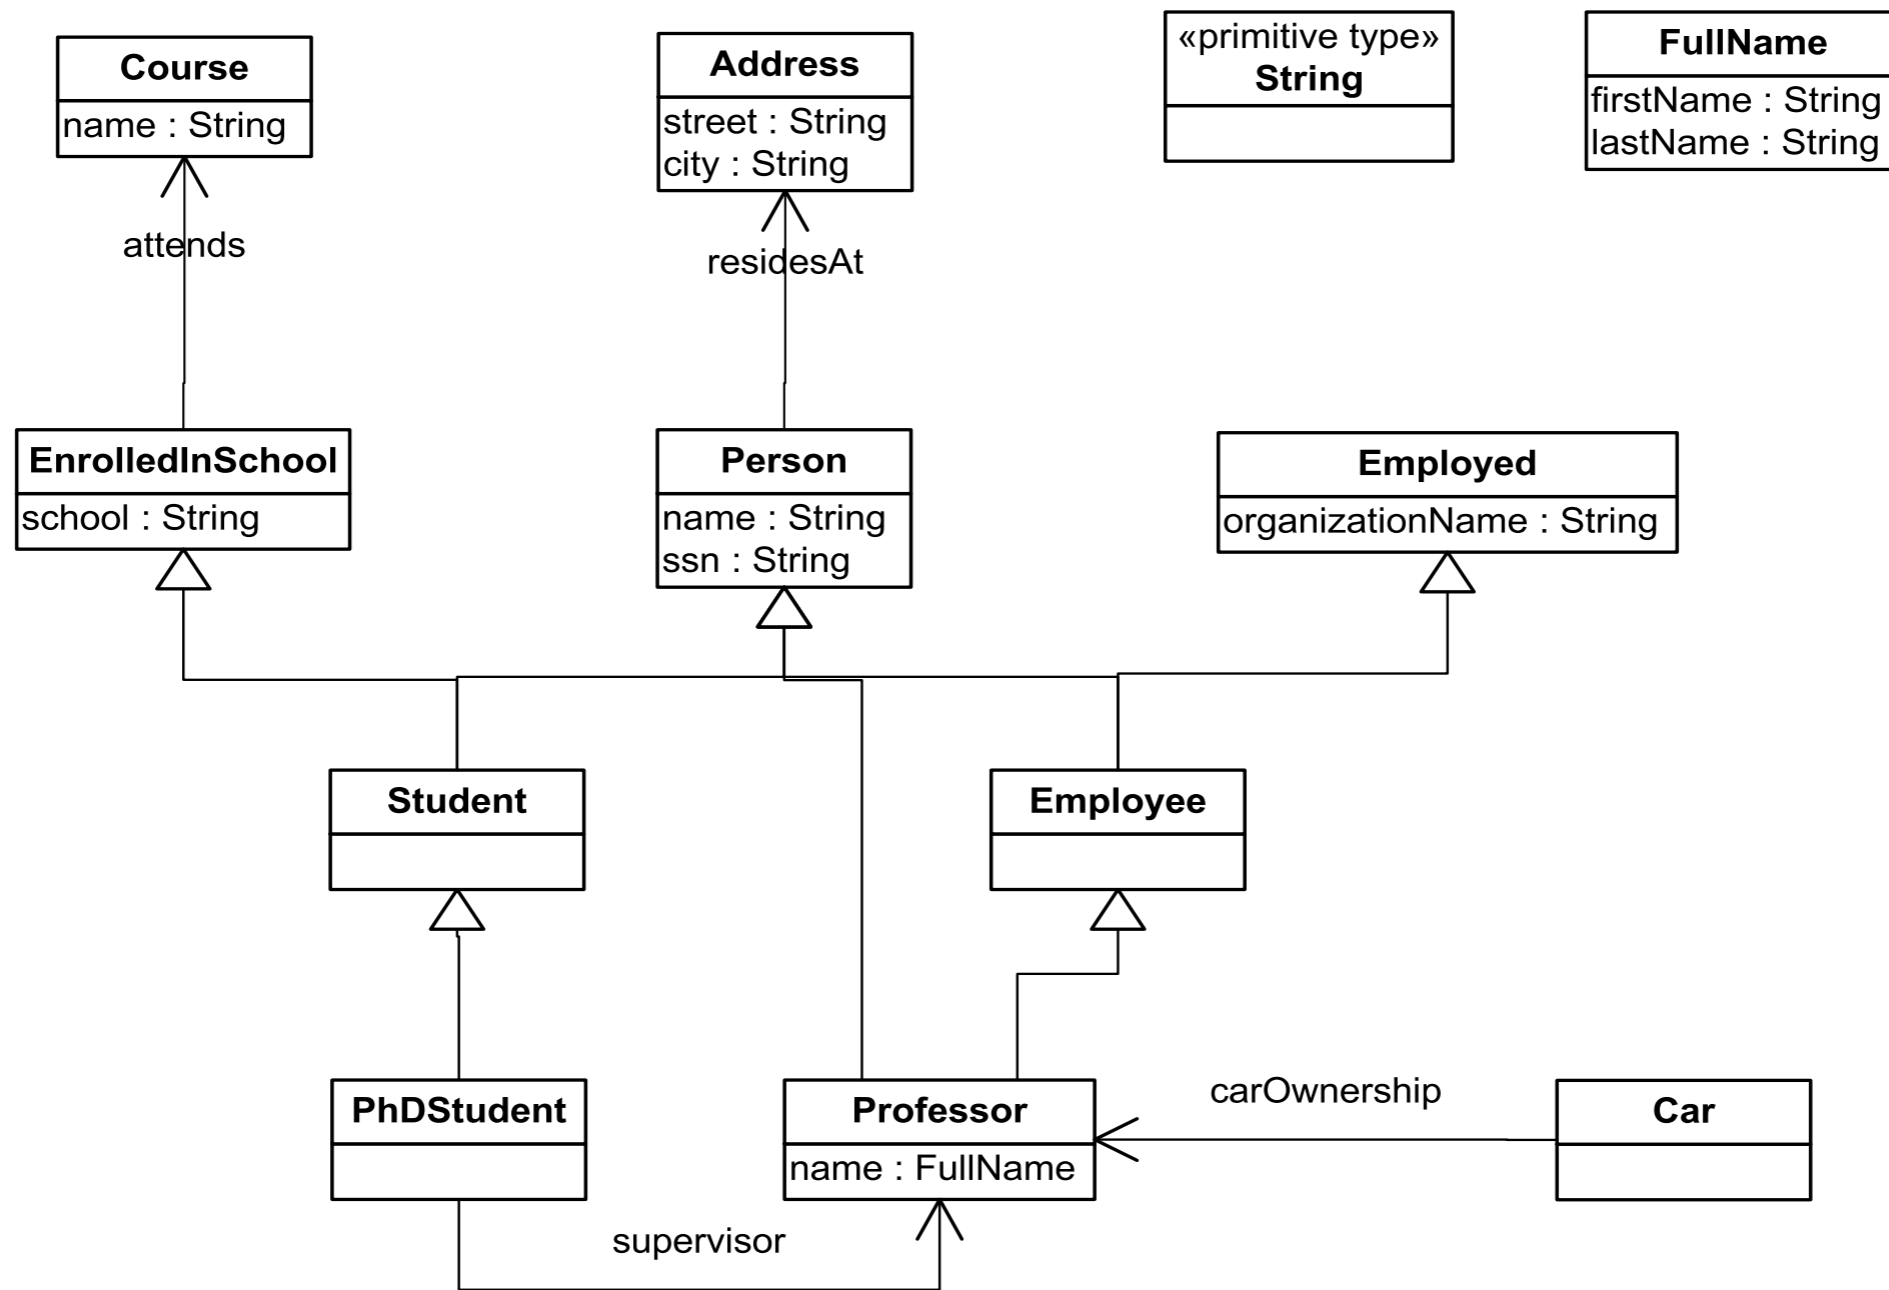 Course
name : String
Address
street : String
city : String
«primitive type»
String
FullName
firstName : String
lastName : String
attends
residesAt
EnrolledInSchool
school : String
Person
name : String
ssn : String
Employed
organizationName : String
Student
Employee
PhDStudent
Professor
name : FullName
carOwnership
Car
supervisor